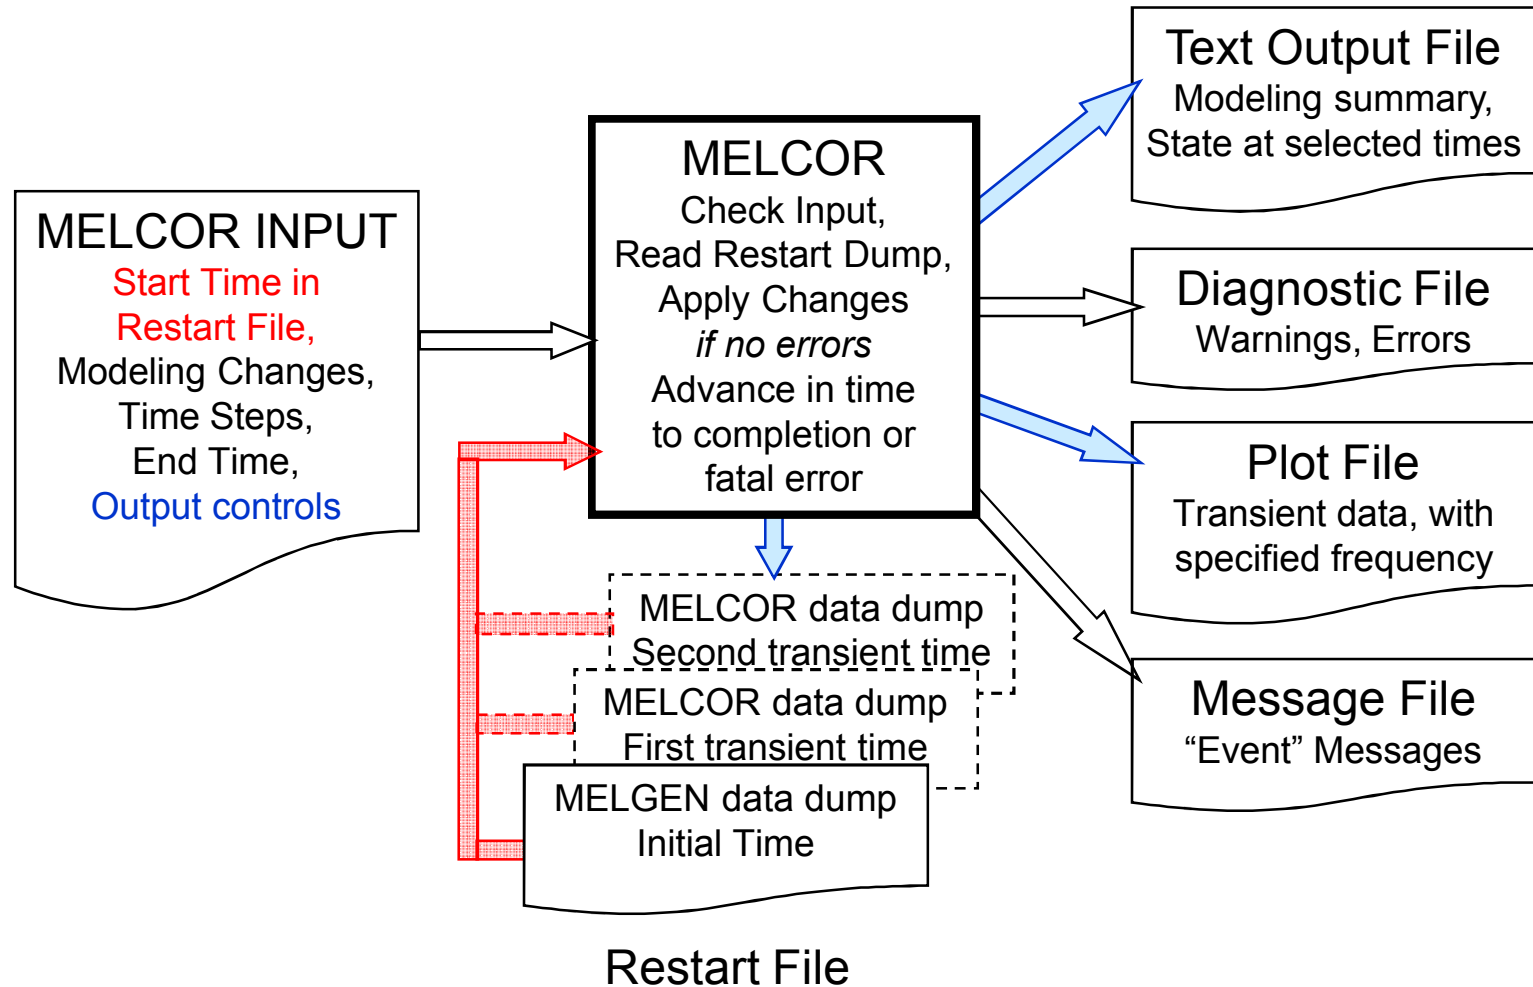 MELCOR INPUT
Start Time in
Restart File,
Modeling Changes,
Time Steps,
End Time,
Output controls
MELCOR
Check Input,
Read Restart Dump,
Apply Changes
if no errors
Advance in time
to completion or
fatal error
MELCOR data dump
Second transient time
MELCOR data dump
First transient time
MELGEN data dump
Initial Time
Restart File
Text Output File
Modeling summary,
State at selected times
Diagnostic File
Warnings, Errors
Plot File
Transient data, with
specified frequency
Message File
“Event” Messages